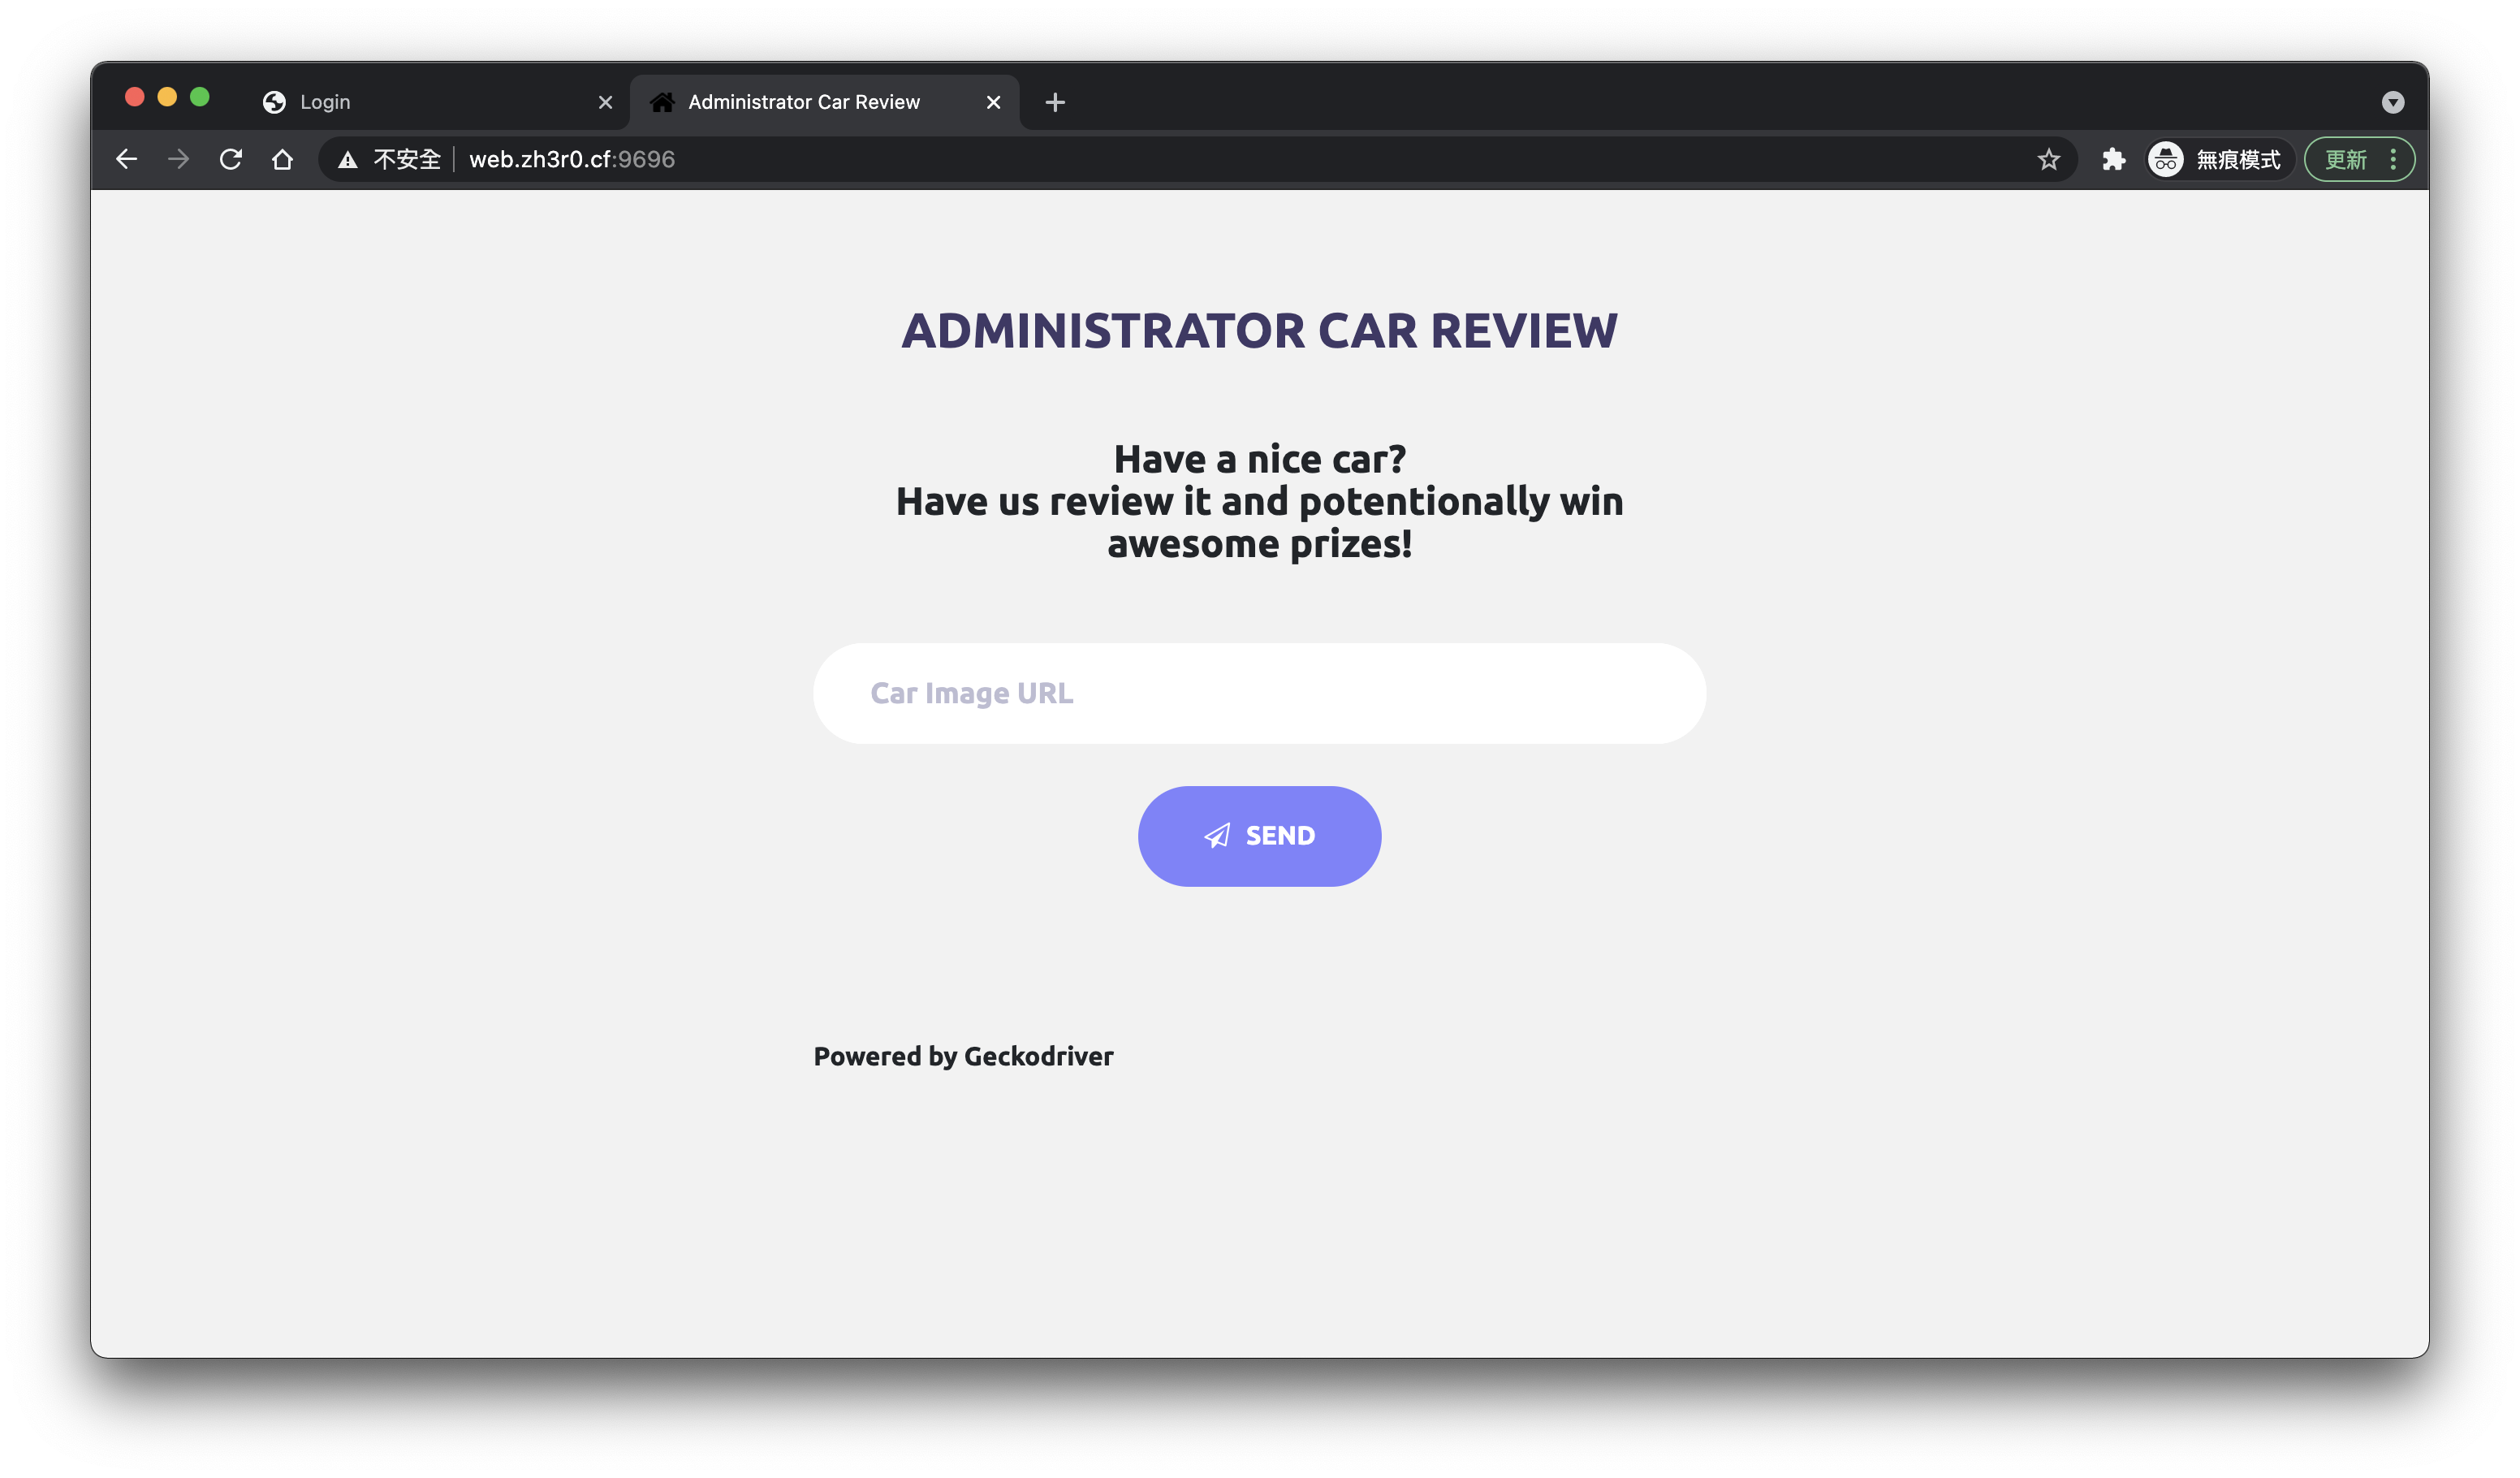 Login
Administrator Car Review
不安全
web.zh3r0.cf:9696
無痕模式
更新
ADMINISTRATOR CAR REVIEW
Have a nice car?
Have us review it and potentionally win
awesome prizes!
Car Image URL
SEND
Powered by Geckodriver